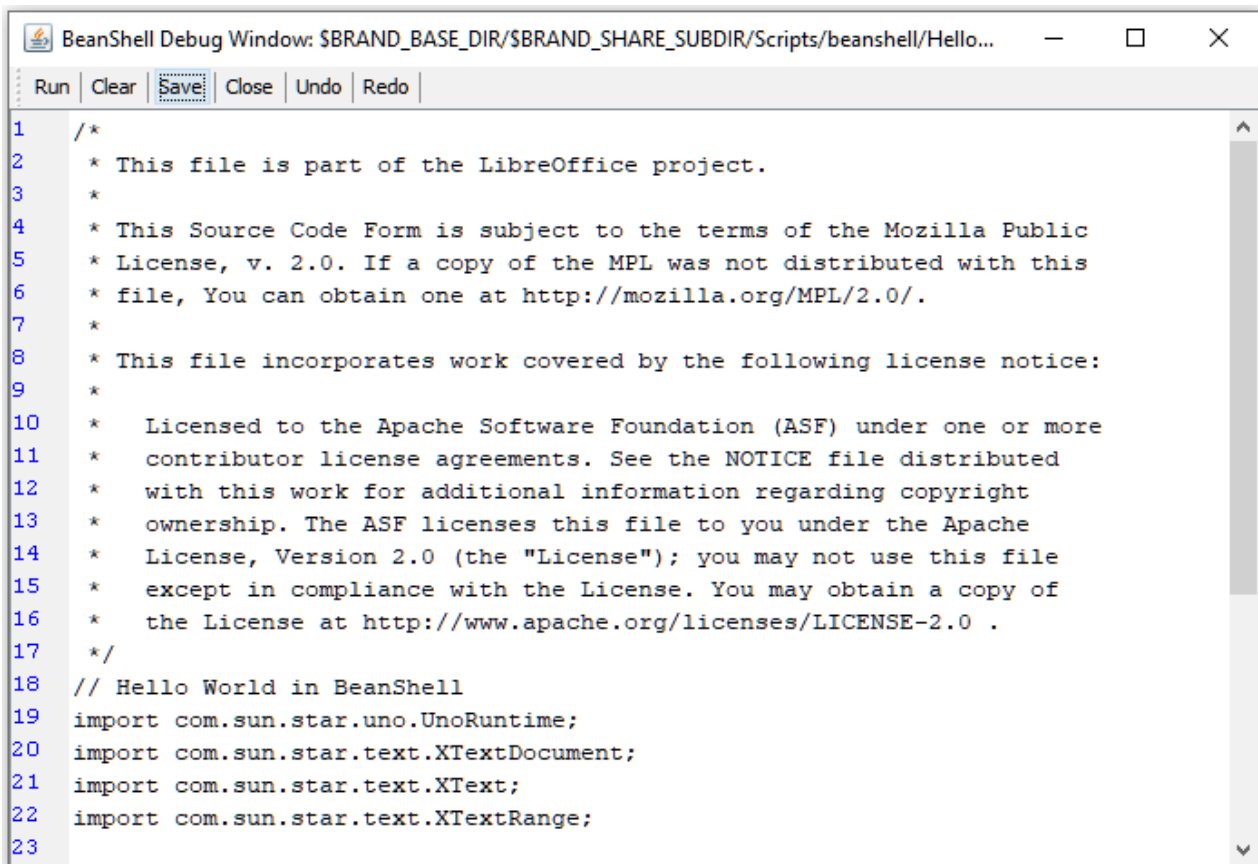 BeanShell Debug Window: $BRAND_BASE_DIR/$BRAND_SHARE_SUBDIR/Scripts/beanshell/Hello...
Run Clear Save Close Undo Redo
1 /*
2 * This file is part of the LibreOffice project.
3 *
4 * This Source Code Form is subject to the terms of the Mozilla Public
5 * License, v. 2.0. If a copy of the MPL was not distributed with this
6 * file, You can obtain one at http://mozilla.org/MPL/2.0/.
7 *
8 * This file incorporates work covered by the following license notice:
9 *
10 *   Licensed to the Apache Software Foundation (ASF) under one or more
11 *   contributor license agreements. See the NOTICE file distributed
12 *   with this work for additional information regarding copyright
13 *   ownership. The ASF licenses this file to you under the Apache
14 *   License, Version 2.0 (the "License"); you may not use this file
15 *   except in compliance with the License. You may obtain a copy of
16 *   the License at http://www.apache.org/licenses/LICENSE-2.0 .
17 */
18 // Hello World in BeanShell
19 import com.sun.star.uno.UnoRuntime;
20 import com.sun.star.text.XTextDocument;
21 import com.sun.star.text.XText;
22 import com.sun.star.text.XTextRange;
23